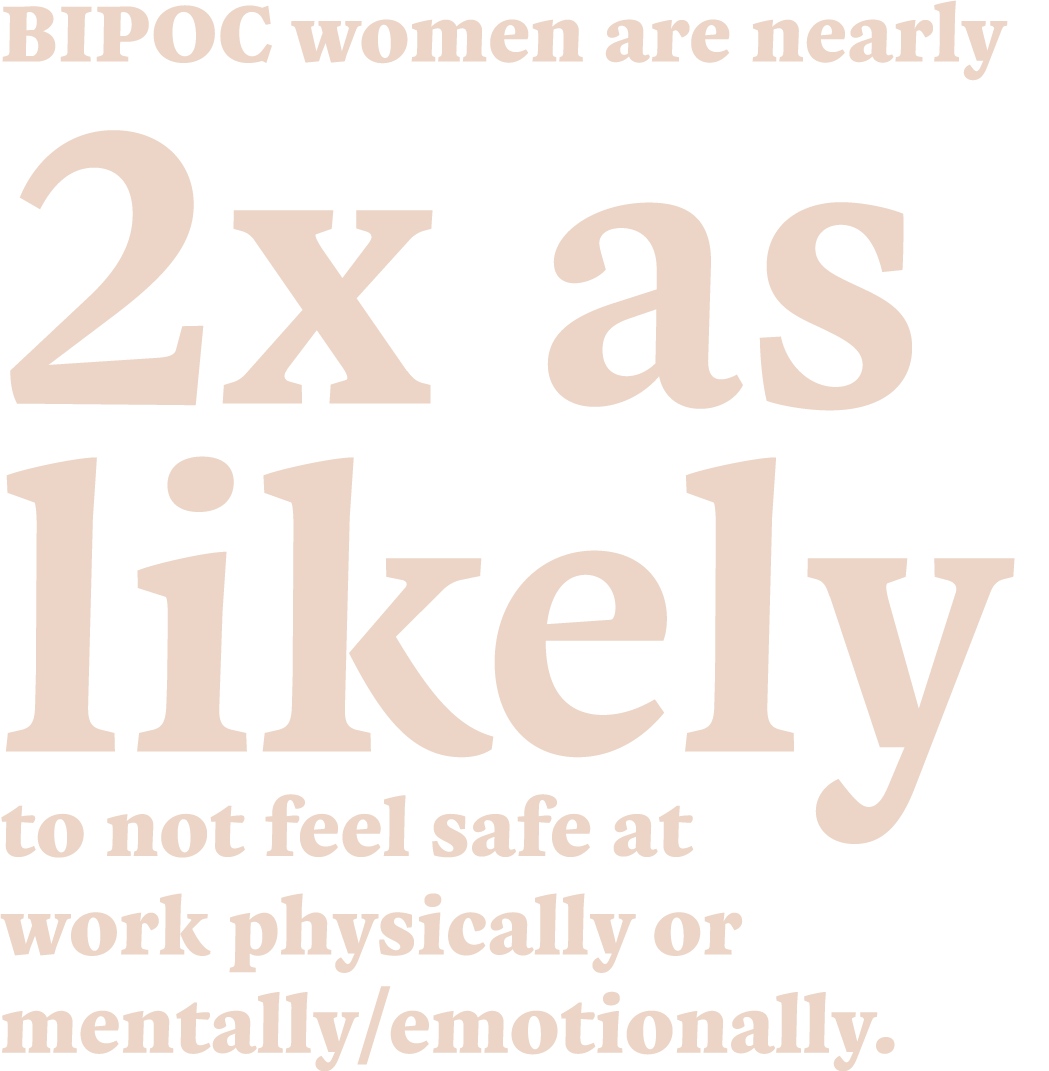 BIPOC women are nearly
2x as
likely
to not feel safe at
work physically or
mentally/emotionally.